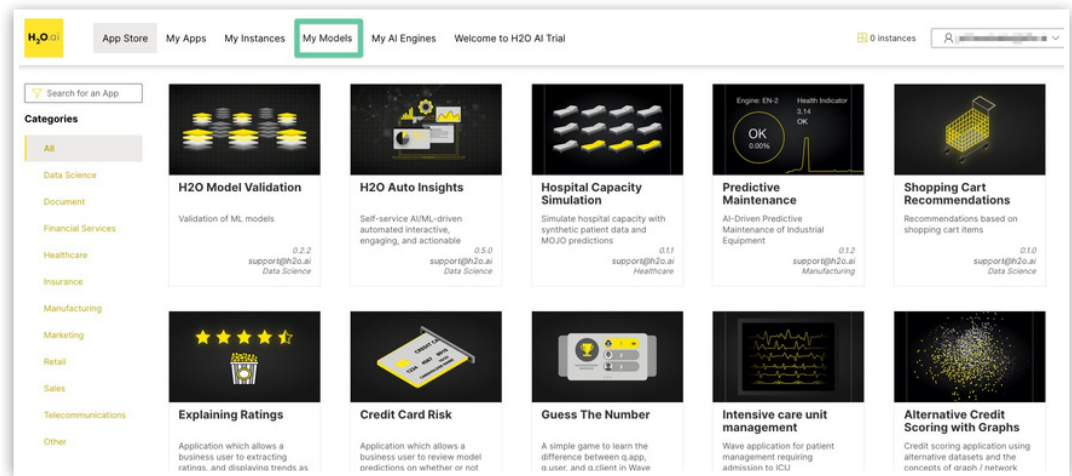 H2O.ai
App Store
My Apps
My Instances
My Models
My AI Engines
Welcome to H2O AI Trial
0 instances
Search for an App
Categories
All
Data Science
Document
Financial Services
Healthcare
Insurance
Manufacturing
Marketing
Retail
Sales
Telecommunications
Other
H2O Model Validation
Validation of ML models
0.2.2
support@h2o.ai
Data Science
H2O Auto Insights
Self-service AI/ML-driven
automated interactive,
engaging, and actionable
0.5.0
support@h2o.ai
Data Science
Hospital Capacity
Simulation
Simulate hospital capacity with
synthetic patient data and
MOJO predictions
0.1.1
support@h2o.ai
Healthcare
Engine: EN-2
Health Indicator
3.14
OK
OK
0.00%
Predictive
Maintenance
AI-Driven Predictive
Maintenance of Industrial
Equipment
0.1.2
support@h2o.ai
Manufacturing
Shopping Cart
Recommendations
Recommendations based on
shopping cart items
0.1.0
support@h2o.ai
Data Science
Explaining Ratings
Application which allows a
business user to extracting
ratings, and displaying trends as
CREDIT CA
1234 4567 8910
Credit Card Risk
Application which allows a
business user to review model
predictions on whether or not
Guess The Number
A simple game to learn the
difference between q.app,
q.user, and q.client in Wave
Intensive care unit
management
Wave application for patient
management requiring
admission to ICU
Alternative Credit
Scoring with Graphs
Credit scoring application using
alternative datasets and the
concepts of graph / network